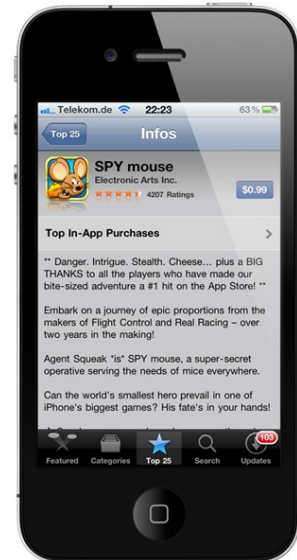 Telekom.de 22:23 63%
Top 25 Infos
SPY mouse
Electronic Arts Inc.
4207 Ratings
$0.99
Top In-App Purchases
** Danger. Intrigue. Stealth. Cheese… plus a BIG
THANKS to all the players who have made our
bite-sized adventure a #1 hit on the App Store! **
Embark on a journey of epic proportions from the
makers of Flight Control and Real Racing – over
two years in the making!
Agent Squeak *is* SPY mouse, a super-secret
operative serving the needs of mice everywhere.
Can the world's smallest hero prevail in one of
iPhone's biggest games? His fate's in your hands!
103
Featured Categories Top 25 Search Updates